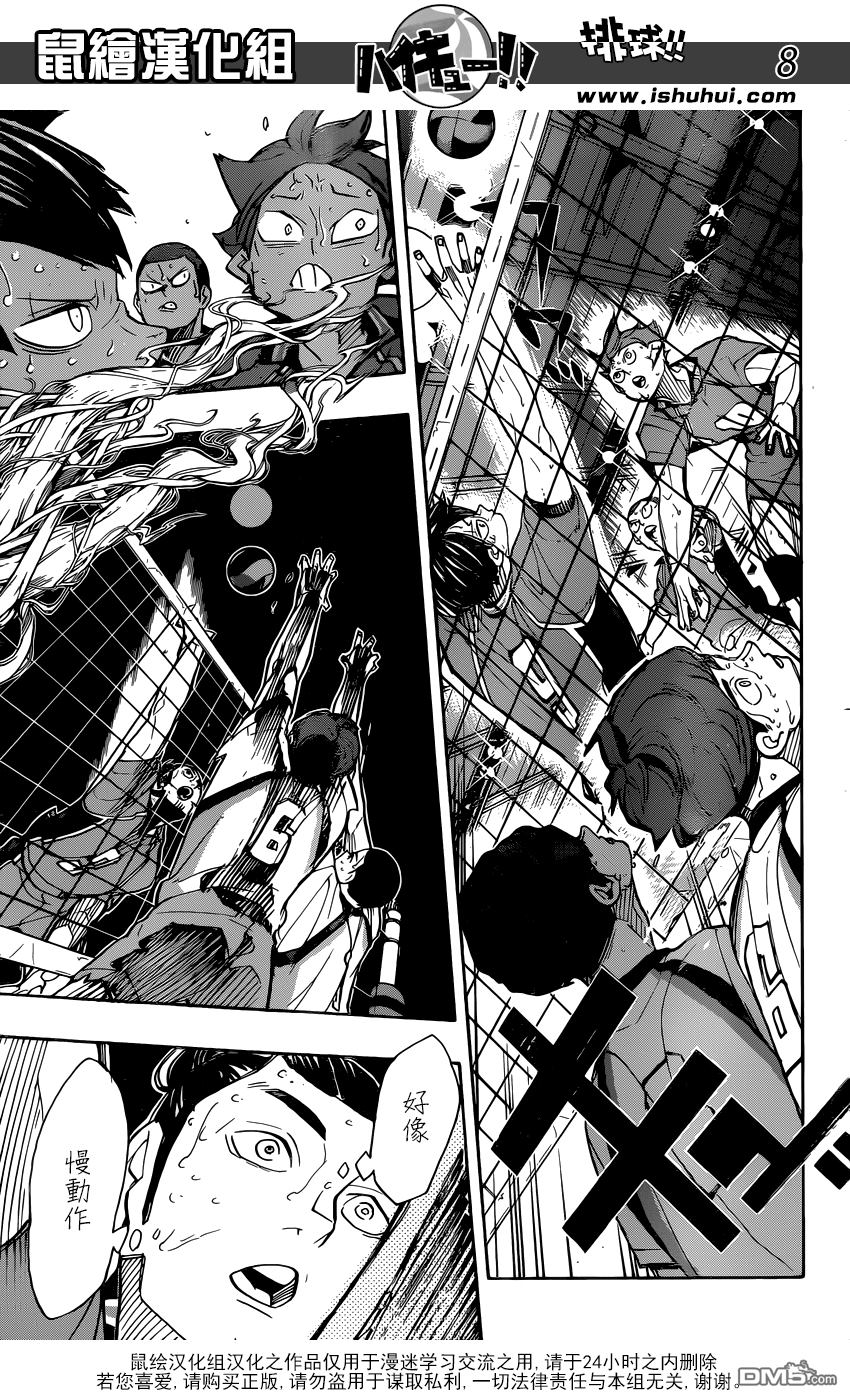 鼠繪漢化組
ハイキュー!!
排球!!
8
www.ishuhui.com
好像
慢動作
6
鼠绘汉化组汉化之作品仅用于漫迷学习交流之用, 请于24小时之内删除
若您喜爱, 请购买正版, 请勿用于谋取私利, 一切法律责任与本组无关, 谢谢。
DM5.com